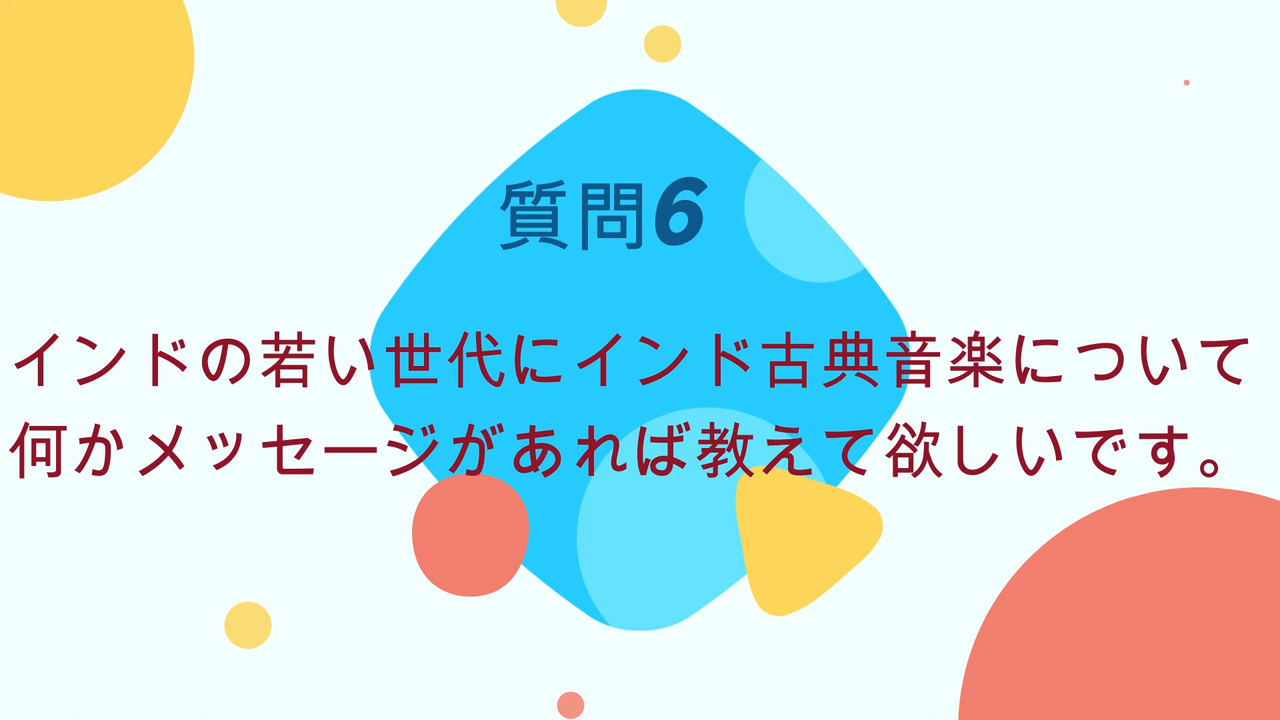 質問6
インドの若い世代にインド古典音楽について
何かメッセージがあれば教えて欲しいです。